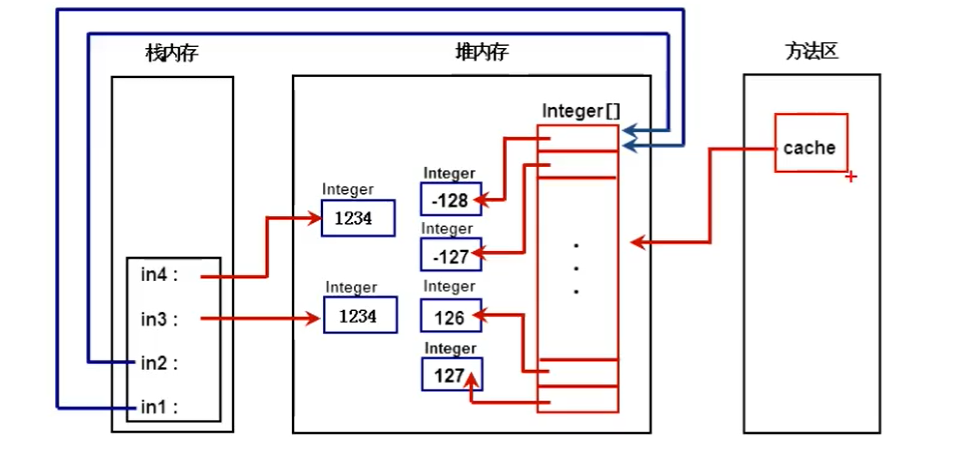 栈内存
堆内存
方法区
Integer[]
cache
Integer
-128
Integer
1234
Integer
-127
in4 :
Integer
1234
Integer
126
in3 :
Integer
127
in2 :
in1 :